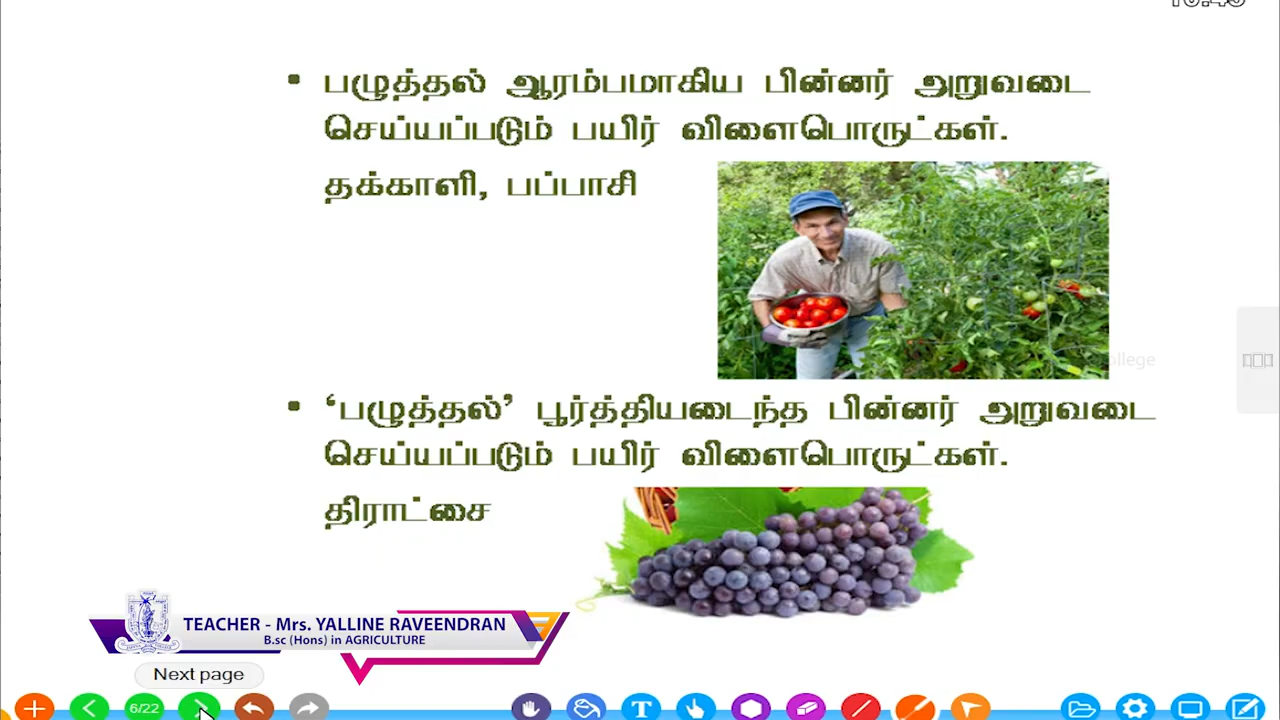 • பழுத்தல் ஆரம்பமாகிய பின்னர் அறுவடை
செய்யப்படும் பயிர் விளைபொருட்கள்.
தக்காளி, பப்பாசி
• ‘பழுத்தல்’ பூர்த்தியடைந்த பின்னர் அறுவடை
செய்யப்படும் பயிர் விளைபொருட்கள்.
திராட்சை
TEACHER - Mrs. YALLINE RAVEENDRAN
B.sc (Hons) in AGRICULTURE
Next page
6/22